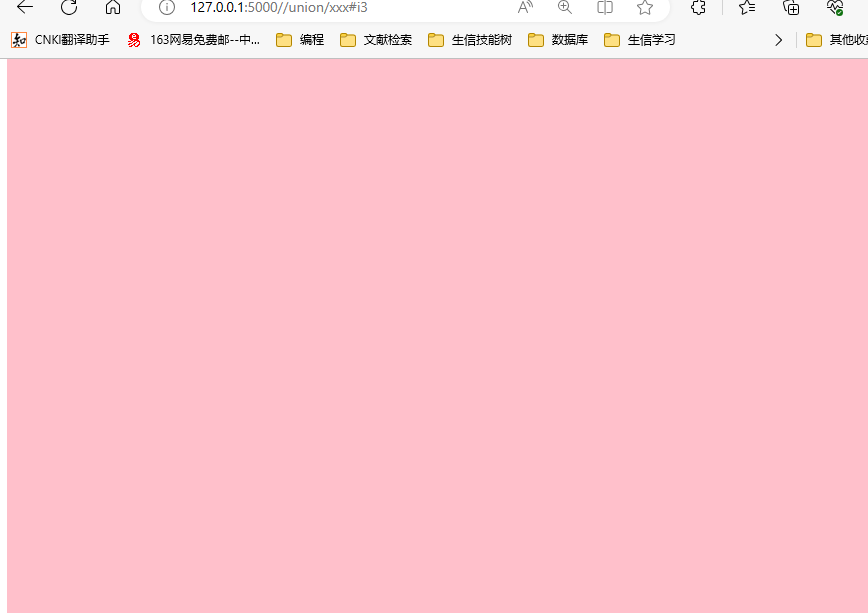 127.0.0.1:5000//union/xxx#i3
CNKI翻译助手 163网易免费邮--中... 编程 文献检索 生信技能树 数据库 生信学习 其他收